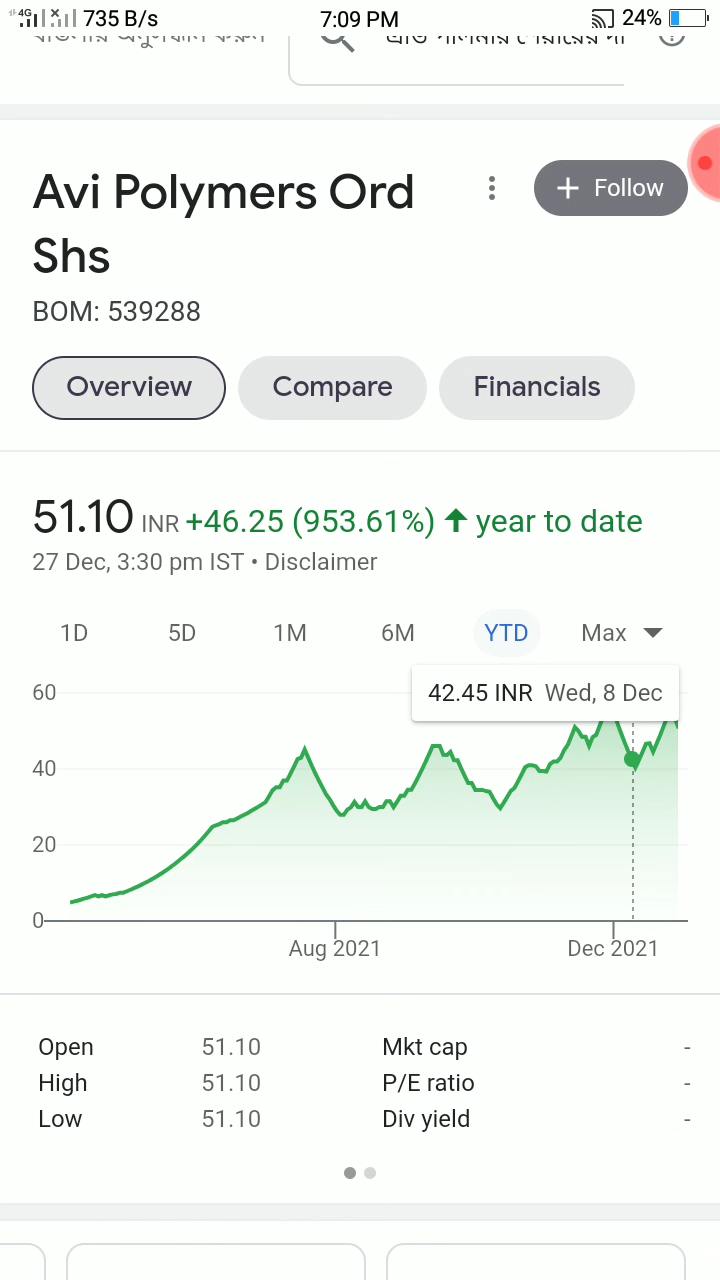 4G 735 B/s 7:09 PM 24%
Avi Polymers Ord
Shs
Follow
BOM: 539288
Overview Compare Financials
51.10 INR +46.25 (953.61%) year to date
27 Dec, 3:30 pm IST • Disclaimer
1D 5D 1M 6M YTD Max
42.45 INR Wed, 8 Dec
60
40
20
0
Aug 2021 Dec 2021
Open 51.10 Mkt cap -
High 51.10 P/E ratio -
Low 51.10 Div yield -